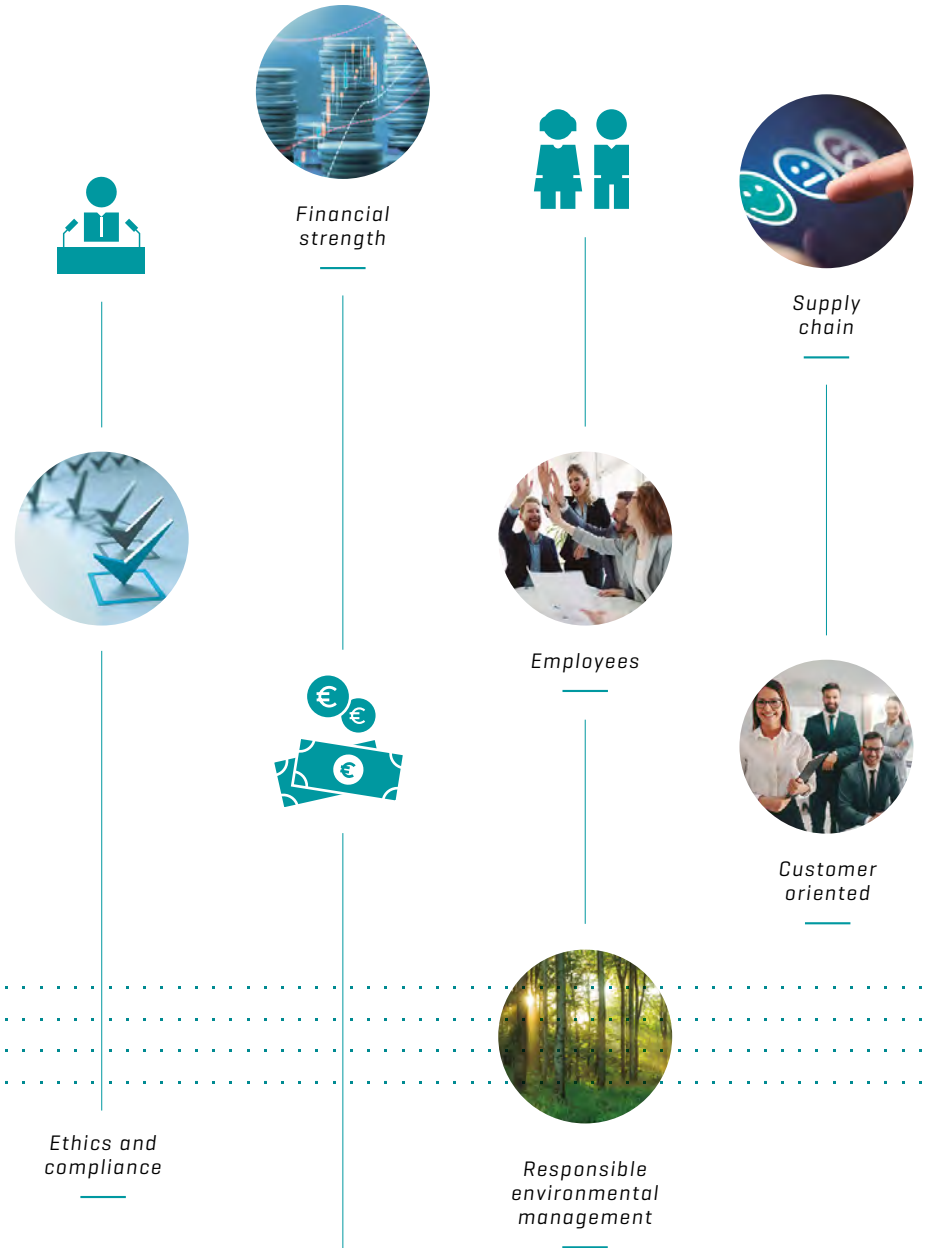 Financial
strength
Supply
chain
Employees
Customer
oriented
Ethics and
compliance
Responsible
environmental
management